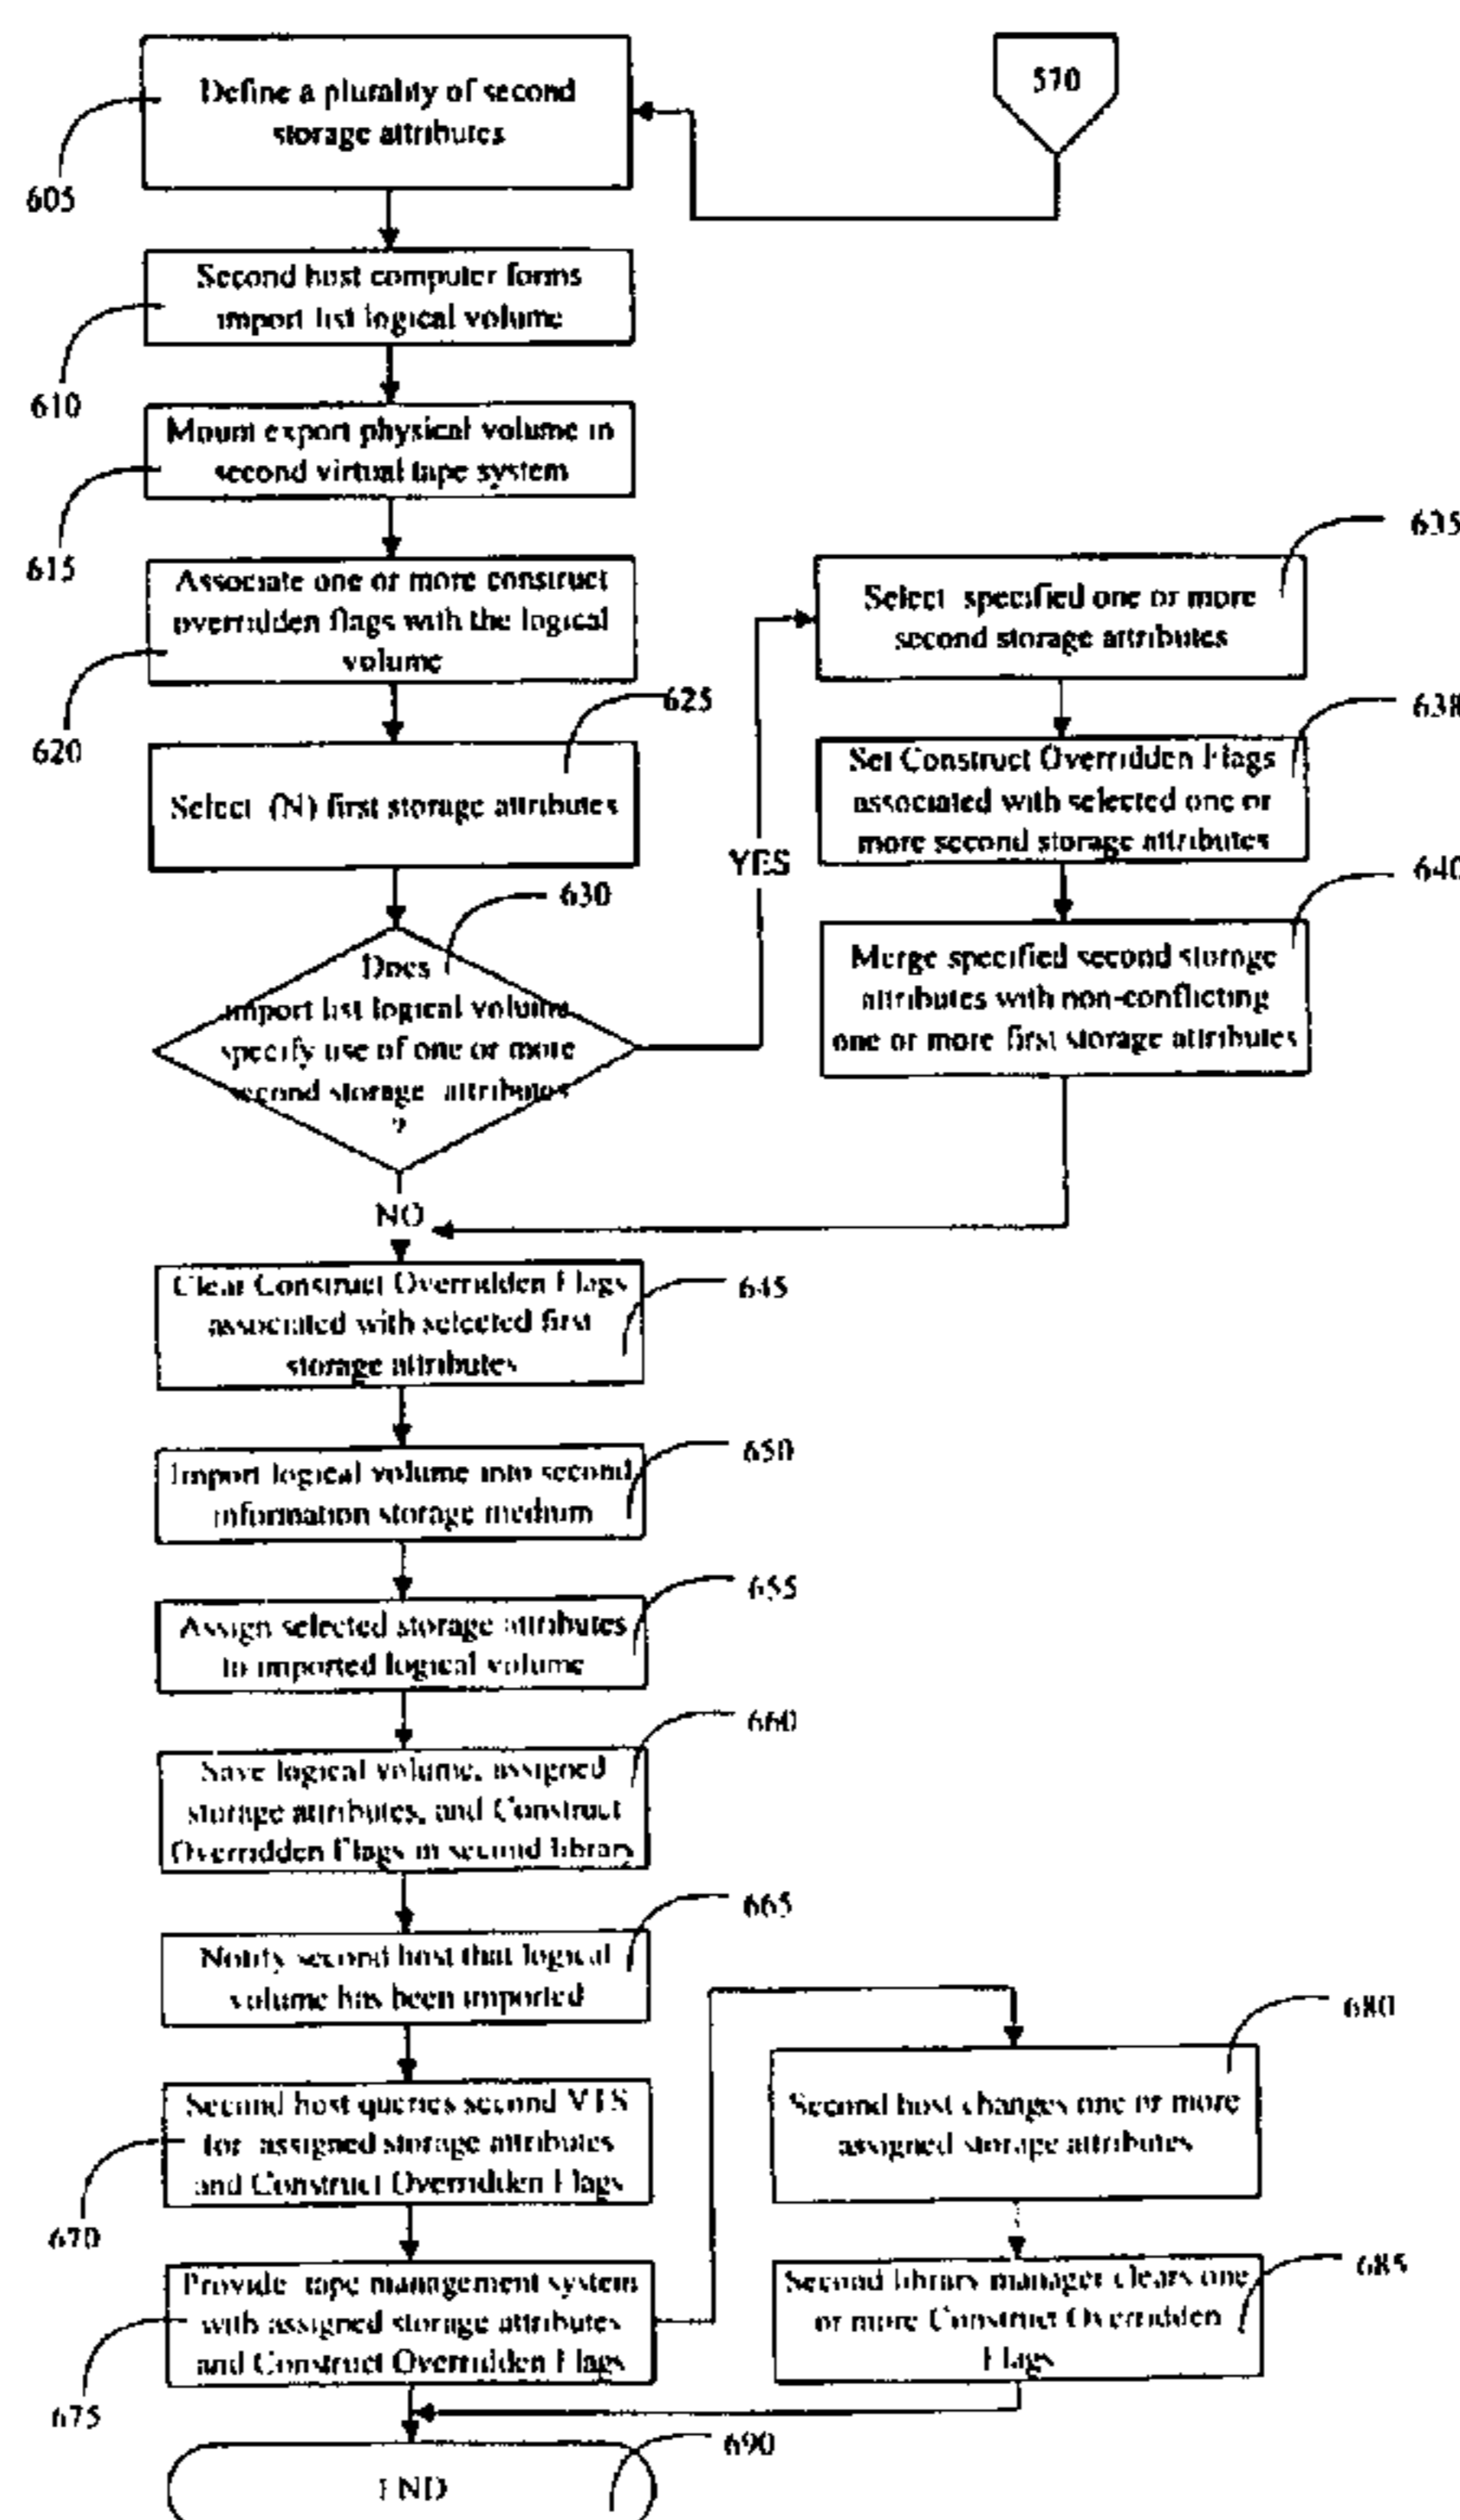 570
Define a plurality of second
storage attributes
605
Second host computer forms
import list logical volume
610
Mount export physical volume in
second virtual tape system
615
Associate one or more construct
overridden flags with the logical
volume
620
625
Select (N) first storage attributes
630
Does
import list logical volume
specify use of one or more
second storage attributes
?
YES
635
Select specified one or more
second storage attributes
638
Set Construct Overridden Flags
associated with selected one or
more second storage attributes
640
Merge specified second storage
attributes with non-conflicting
one or more first storage attributes
NO
Clear Construct Overridden Flags
associated with selected first
storage attributes
645
Import logical volume into second
information storage medium
650
Assign selected storage attributes
to imported logical volume
655
Save logical volume, assigned
storage attributes, and Construct
Overridden Flags in second library
660
Notify second host that logical
volume has been imported
665
Second host queries second VTS
for assigned storage attributes
and Construct Overridden Flags
670
Provide tape management system
with assigned storage attributes
and Construct Overridden Flags
675
680
Second host changes one or more
assigned storage attributes
Second library manager clears one
or more Construct Overridden
Flags
685
690
END